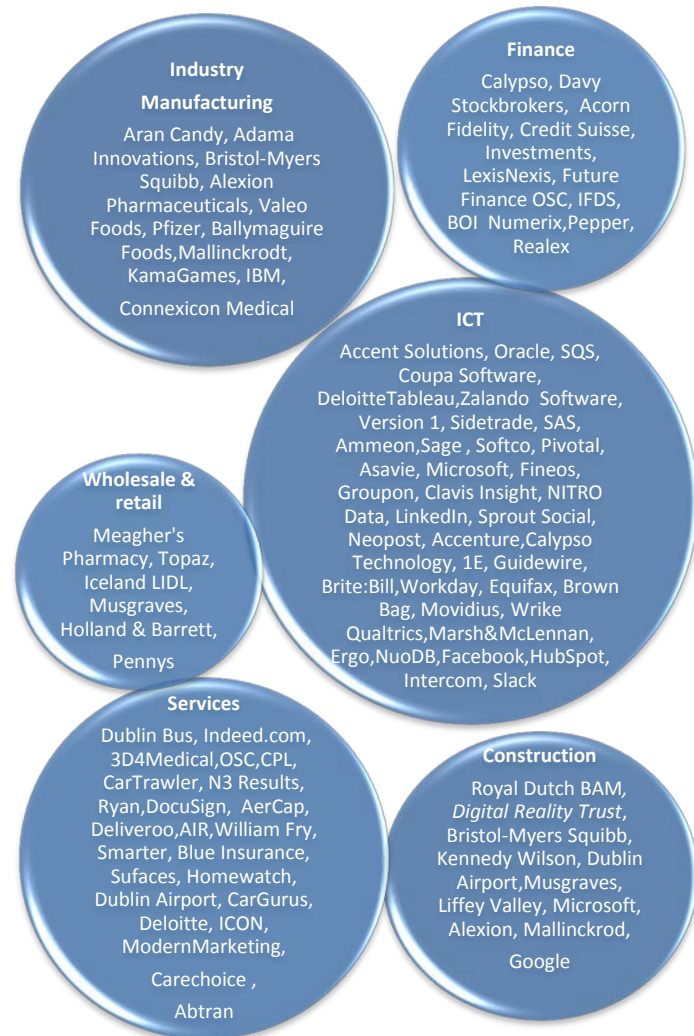 Industry
Manufacturing
Aran Candy, Adama
Innovations, Bristol-Myers
Squibb, Alexion
Pharmaceuticals, Valeo
Foods, Pfizer, Ballymaguire
Foods,Mallinckrodt,
KamaGames, IBM,
Connexicon Medical
Finance
Calypso, Davy
Stockbrokers, Acorn
Fidelity, Credit Suisse,
Investments,
LexisNexis, Future
Finance OSC, IFDS,
BOI Numerix,Pepper,
Realex
ICT
Accent Solutions, Oracle, SQS,
Coupa Software,
DeloitteTableau,Zalando Software,
Version 1, Sidetrade, SAS,
Ammeon,Sage , Softco, Pivotal,
Asavie, Microsoft, Fineos,
Groupon, Clavis Insight, NITRO
Data, LinkedIn, Sprout Social,
Neopost, Accenture,Calypso
Technology, 1E, Guidewire,
Brite:Bill,Workday, Equifax, Brown
Bag, Movidius, Wrike
Qualtrics,Marsh&McLennan,
Ergo,NuoDB,Facebook,HubSpot,
Intercom, Slack
Wholesale &
retail
Meagher's
Pharmacy, Topaz,
Iceland LIDL,
Musgraves,
Holland & Barrett,
Pennys
Services
Dublin Bus, Indeed.com,
3D4Medical,OSC,CPL,
CarTrawler, N3 Results,
Ryan,DocuSign, AerCap,
Deliveroo,AIR,William Fry,
Smarter, Blue Insurance,
Sufaces, Homewatch,
Dublin Airport, CarGurus,
Deloitte, ICON,
ModernMarketing,
Carechoice ,
Abtran
Construction
Royal Dutch BAM,
Digital Reality Trust,
Bristol-Myers Squibb,
Kennedy Wilson, Dublin
Airport,Musgraves,
Liffey Valley, Microsoft,
Alexion, Mallinckrod,
Google